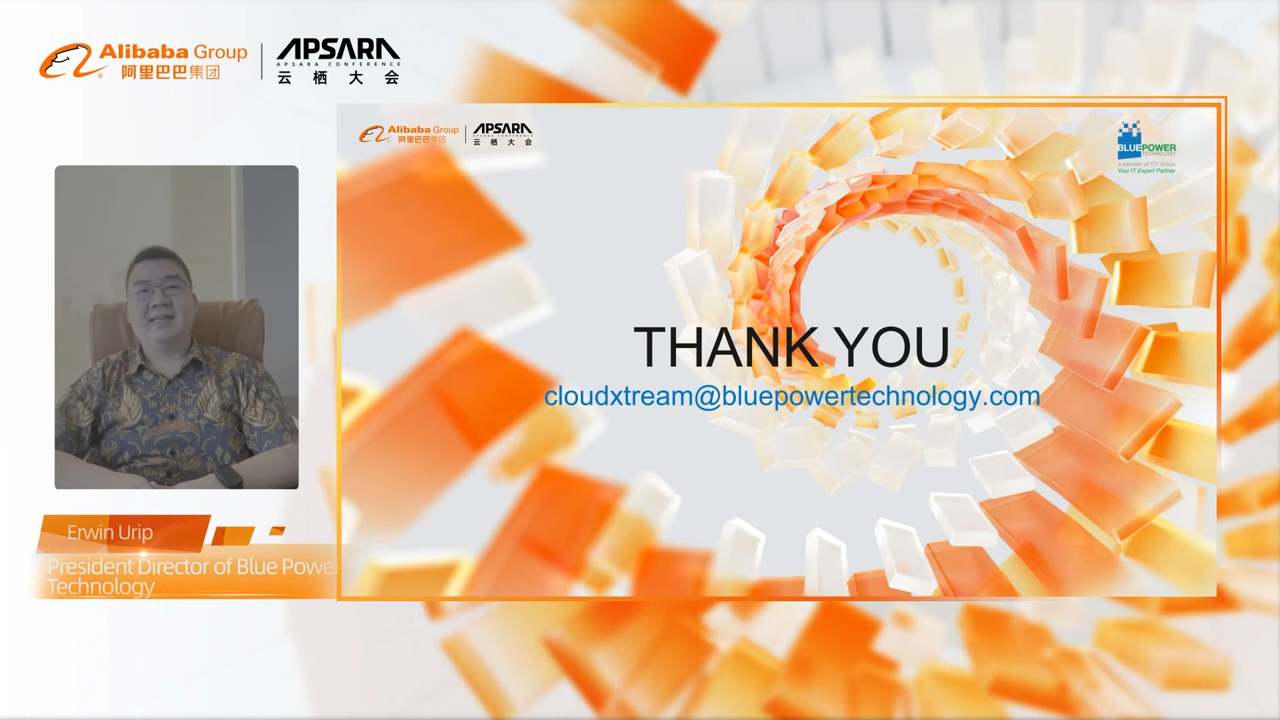 Alibaba Group
阿里巴巴集团
APSARA
APSARA CONFERENCE
云栖大会
Alibaba Group
阿里巴巴集团
APSARA
APSARA CONFERENCE
云栖大会
BLUEPOWER
TECHNOLOGY
a member of CTI Group
Your IT Expert Partner
THANK YOU
cloudxtream@bluepowertechnology.com
Erwin Urip
President Director of Blue Power
Technology